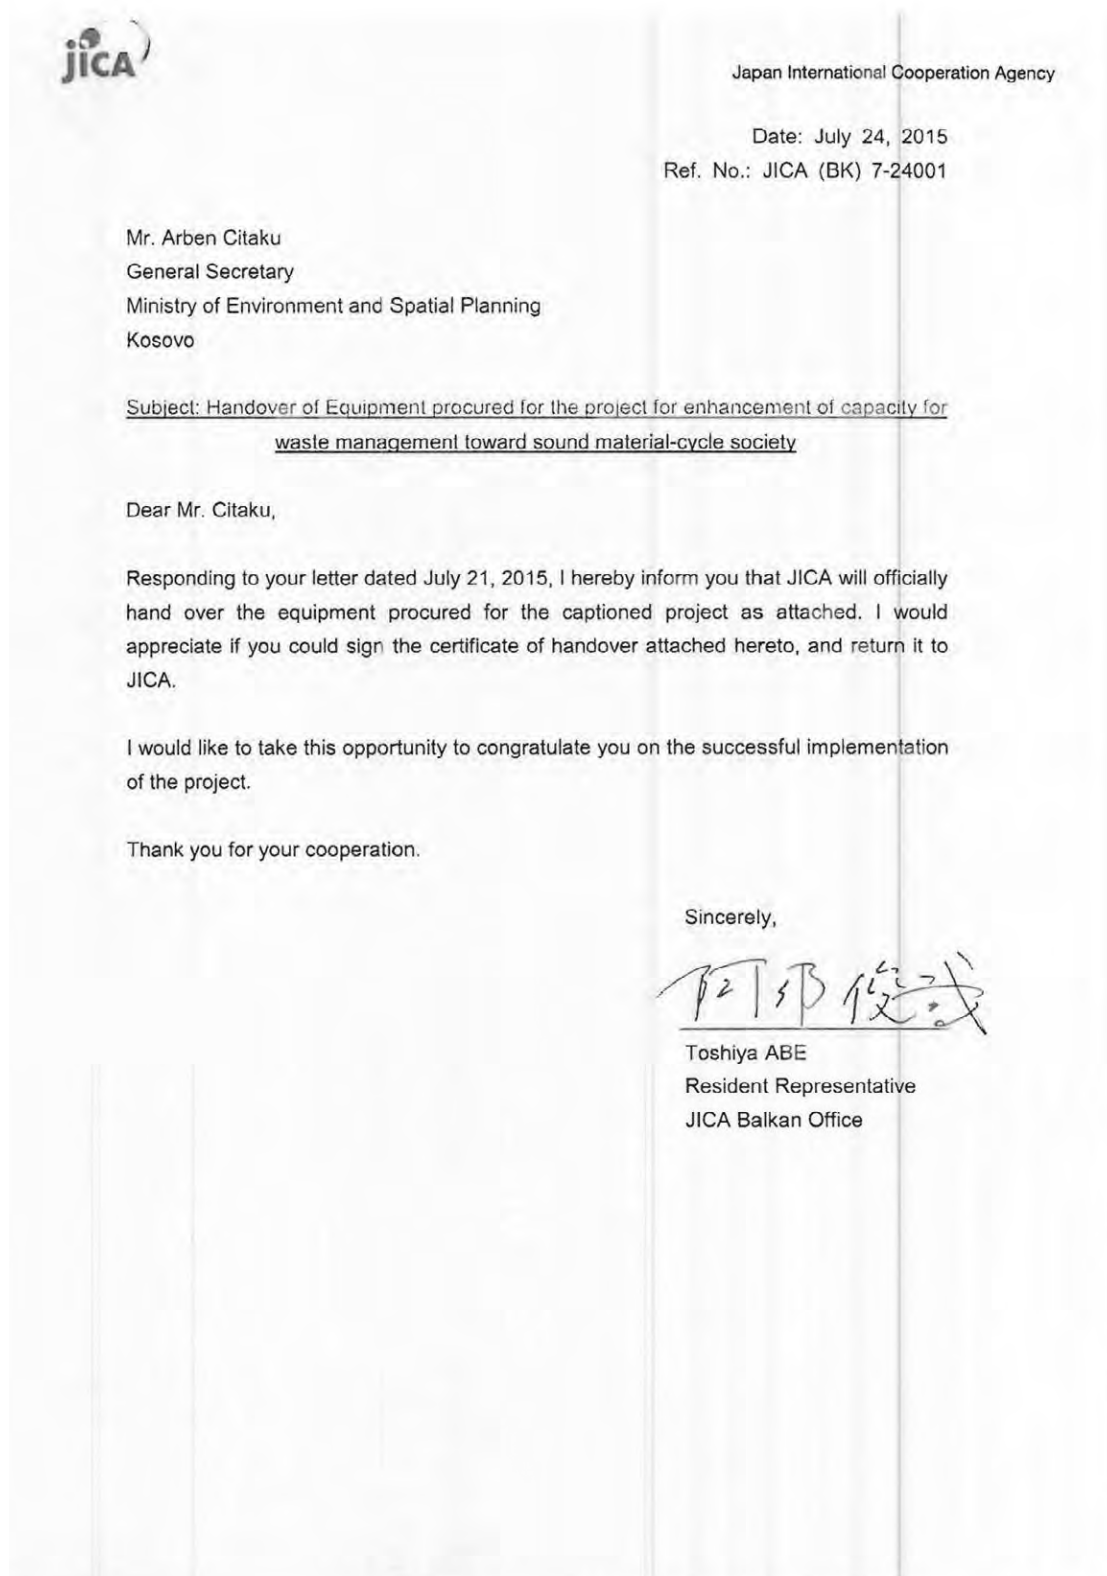 jica
Japan International Cooperation Agency
Date: July 24, 2015
Ref. No.: JICA (BK) 7-24001
Mr. Arben Citaku
General Secretary
Ministry of Environment and Spatial Planning
Kosovo
Subject: Handover of Equipment procured for the project for enhancement of capacity for
waste management toward sound material-cycle society
Dear Mr. Citaku,
Responding to your letter dated July 21, 2015, I hereby inform you that JICA will officially
hand over the equipment procured for the captioned project as attached. I would
appreciate if you could sign the certificate of handover attached hereto, and return it to
JICA.
I would like to take this opportunity to congratulate you on the successful implementation
of the project.
Thank you for your cooperation.
Sincerely,
Toshiya ABE
Resident Representative
JICA Balkan Office